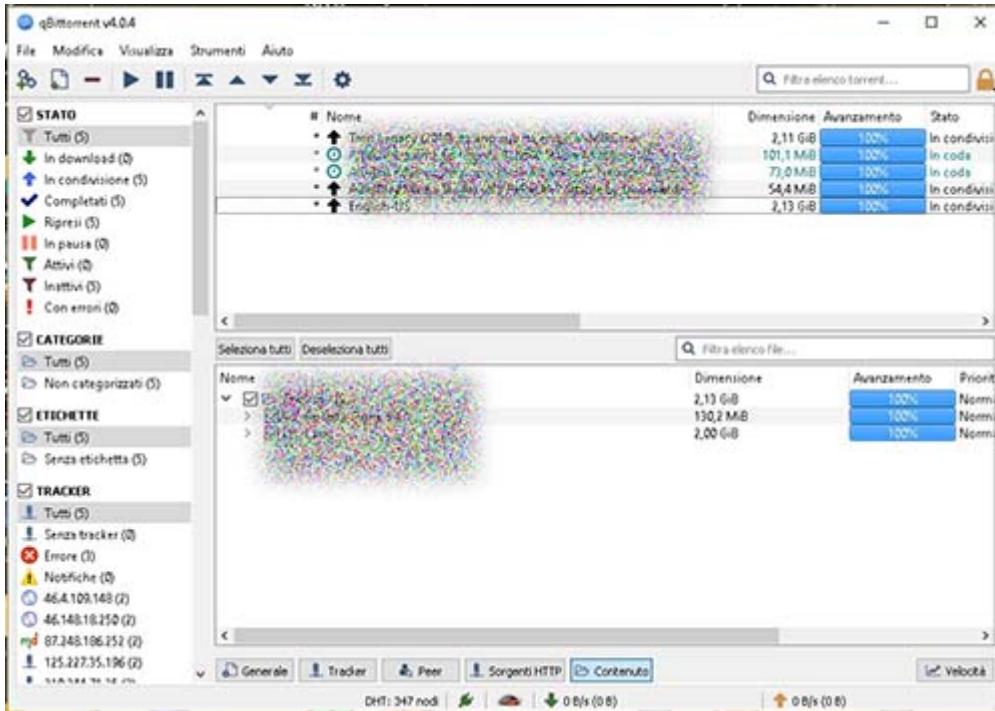 qBittorrent v4.0.4
File Modifica Visualizza Strumenti Aiuto
Filtra elenco torrent...
STATO
Tutti (5)
In download (0)
In condivisione (5)
Completati (5)
Ripresi (5)
In pausa (0)
Attivi (0)
Inattivi (5)
Con errori (0)
CATEGORIE
Tutti (5)
Non categorizzati (5)
ETICHETTE
Tutti (5)
Senza etichetta (5)
TRACKER
Tutti (5)
Senza tracker (0)
Errore (3)
Notifiche (0)
46.4.109.148 (2)
46.148.18.250 (2)
87.248.186.252 (2)
125.227.35.196 (2)
# Nome Dimensione Avanzamento Stato
* 2,11 GiB 100% In condivisi
* 101,1 MiB 100% In coda
* 73,0 MiB 100% In coda
* 54,4 MiB 100% In condivisi
* English-US 2,13 GiB 100% In condivisi
Seleziona tutti Deseleziona tutti Filtra elenco file...
Nome Dimensione Avanzamento Priorit
2,13 GiB 100% Norm
130,2 MiB 100% Norm
2,00 GiB 100% Norm
Generale Tracker Peer Sorgenti HTTP Contenuto Velocità
DHT: 347 nodi 0 B/s (0 B) 0 B/s (0 B)